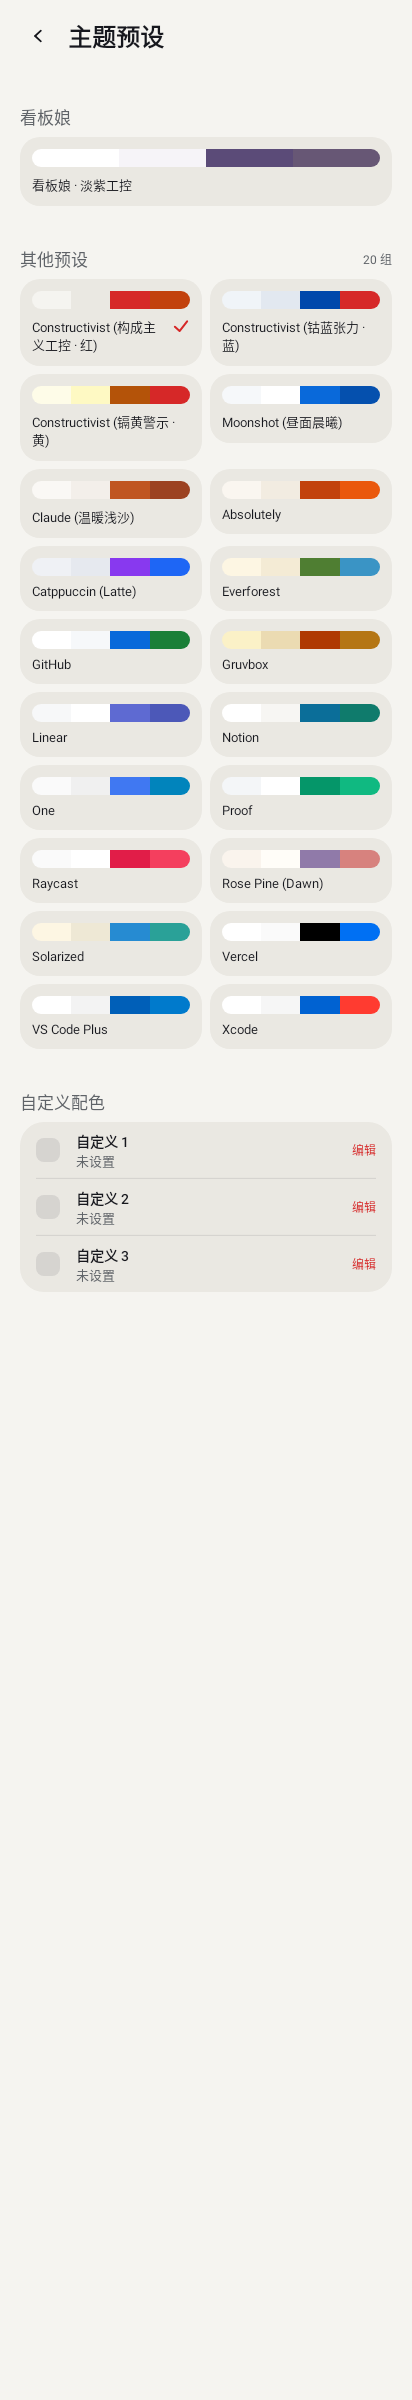 主题预设
看板娘
看板娘 · 淡紫工控
其他预设
20 组
Constructivist (构成主
义工控 · 红)
Constructivist (钴蓝张力 ·
蓝)
Constructivist (镉黄警示 ·
黄)
Moonshot (昼面晨曦)
Claude (温暖浅沙)
Absolutely
Catppuccin (Latte)
Everforest
GitHub
Gruvbox
Linear
Notion
One
Proof
Raycast
Rose Pine (Dawn)
Solarized
Vercel
VS Code Plus
Xcode
自定义配色
自定义 1
未设置
编辑
自定义 2
未设置
编辑
自定义 3
未设置
编辑